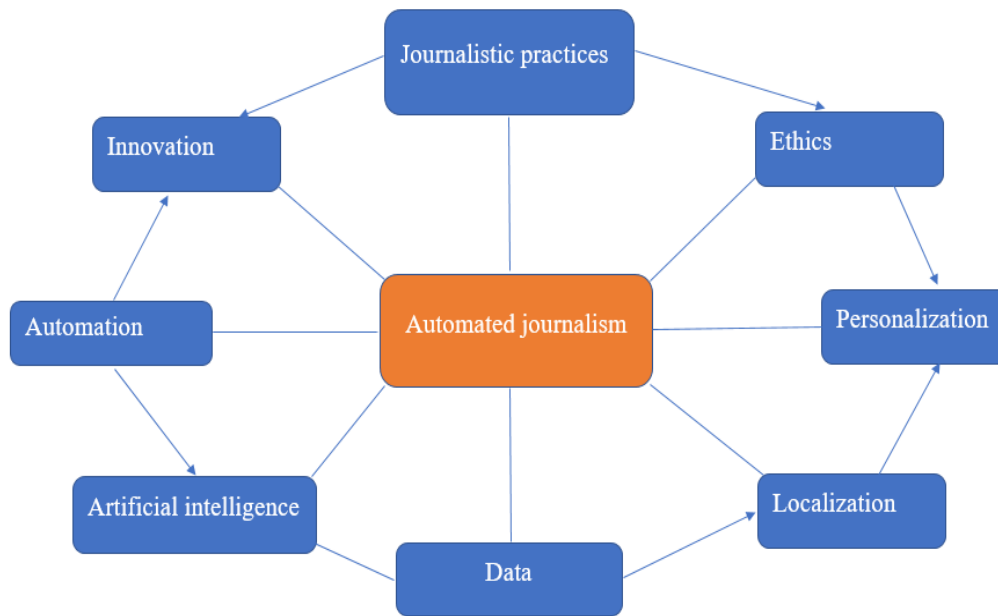 Journalistic practices
Innovation
Ethics
Automation
Automated journalism
Personalization
Artificial intelligence
Localization
Data